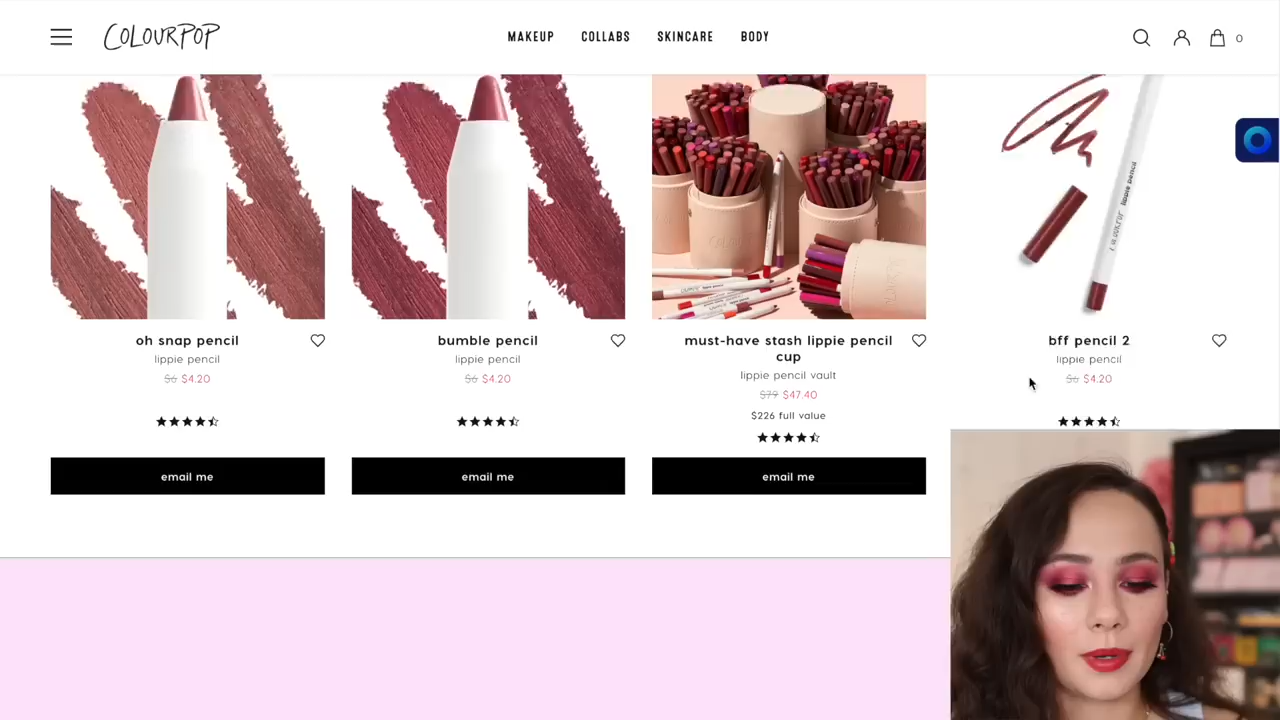 COLOURPOP
MAKEUP
COLLABS
SKINCARE
BODY
0
lippie pencil
oh snap pencil
lippie pencil
$6 $4.20
email me
bumble pencil
lippie pencil
$6 $4.20
email me
must-have stash lippie pencil
cup
lippie pencil vault
$79 $47.40
$226 full value
email me
bff pencil 2
lippie pencil
$6 $4.20